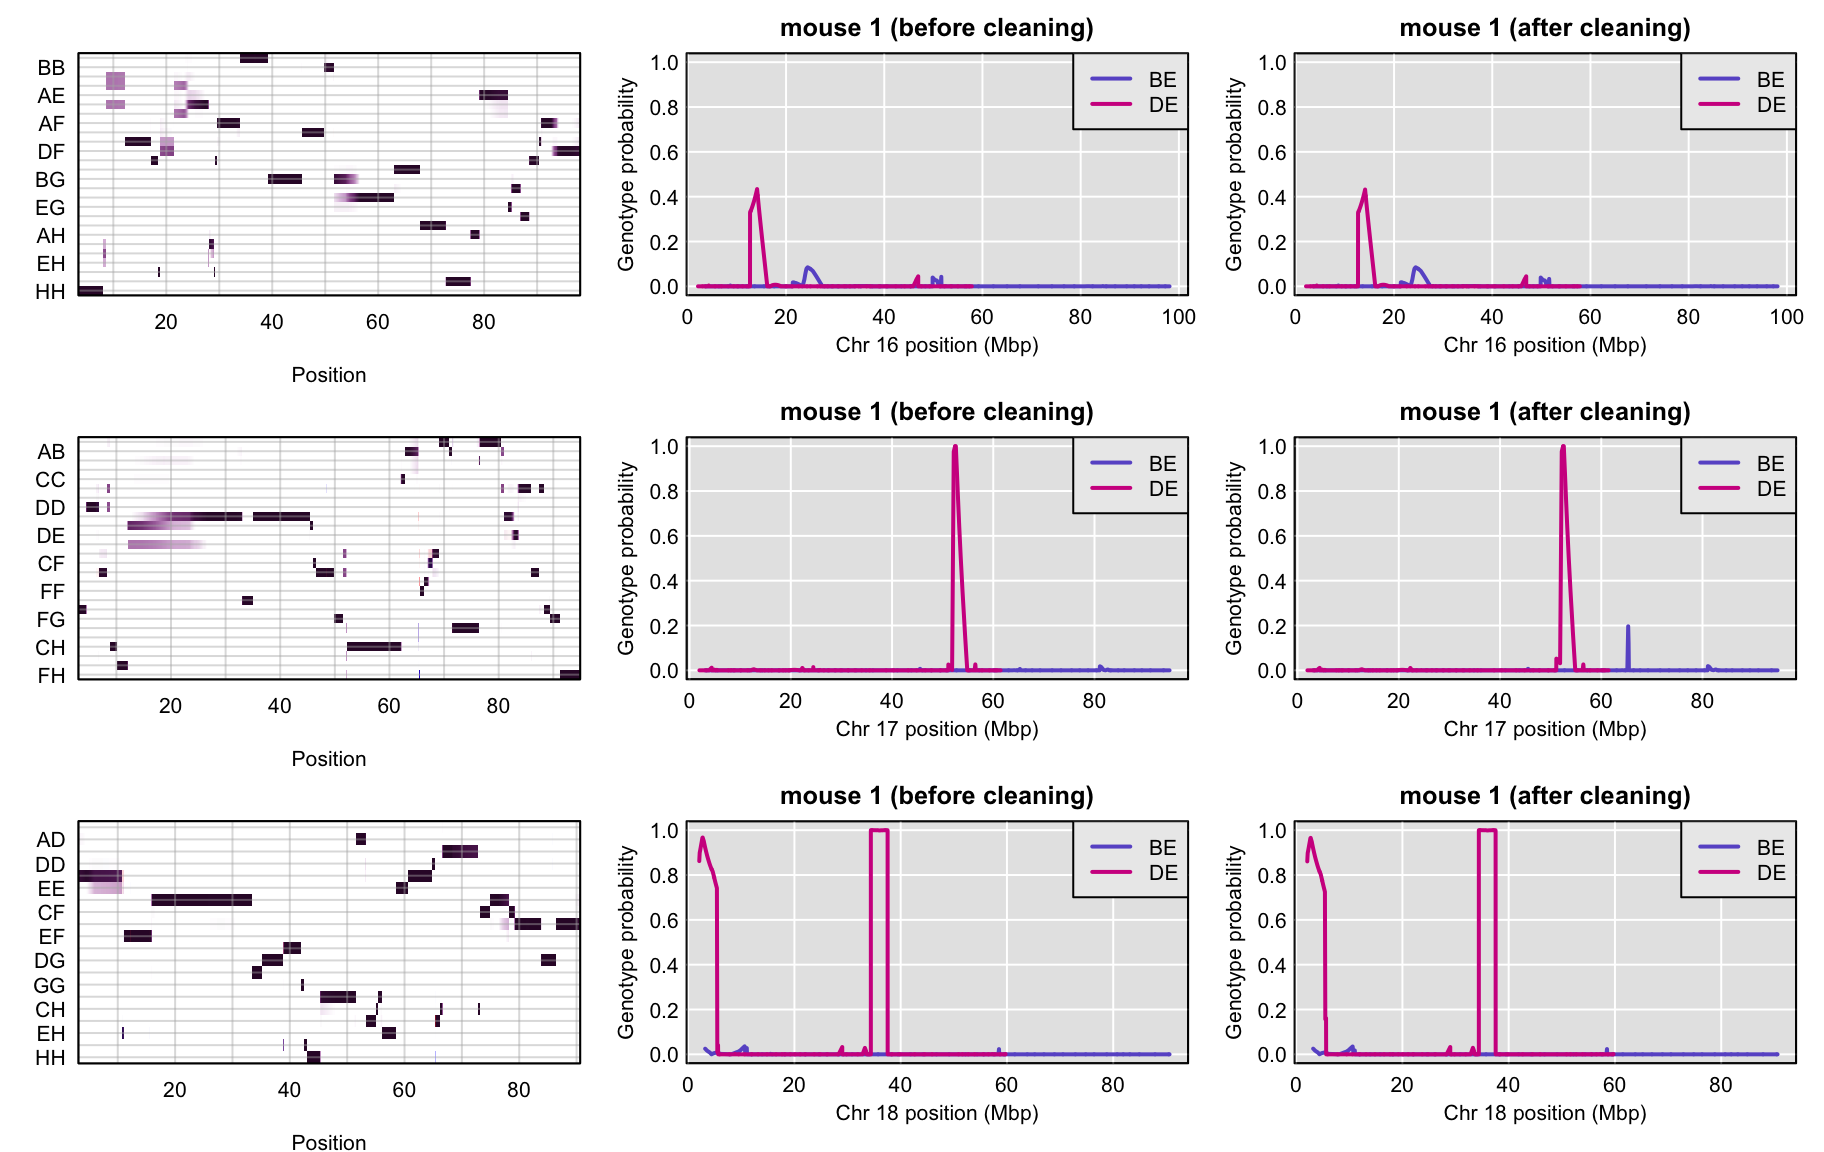 mouse 1 (before cleaning)
mouse 1 (after cleaning)
BB
AE
AF
DF
BG
EG
AH
EH
HH
20 40 60 80
Position
Genotype probability
1.0
0.8
0.6
0.4
0.2
0.0
BE
DE
0 20 40 60 80 100
Chr 16 position (Mbp)
Genotype probability
1.0
0.8
0.6
0.4
0.2
0.0
BE
DE
0 20 40 60 80 100
Chr 16 position (Mbp)
mouse 1 (before cleaning)
mouse 1 (after cleaning)
AB
CC
DD
DE
CF
FF
FG
CH
FH
20 40 60 80
Position
Genotype probability
1.0
0.8
0.6
0.4
0.2
0.0
BE
DE
0 20 40 60 80
Chr 17 position (Mbp)
Genotype probability
1.0
0.8
0.6
0.4
0.2
0.0
BE
DE
0 20 40 60 80
Chr 17 position (Mbp)
mouse 1 (before cleaning)
mouse 1 (after cleaning)
AD
DD
EE
CF
EF
DG
GG
CH
EH
HH
20 40 60 80
Position
Genotype probability
1.0
0.8
0.6
0.4
0.2
0.0
BE
DE
0 20 40 60 80
Chr 18 position (Mbp)
Genotype probability
1.0
0.8
0.6
0.4
0.2
0.0
BE
DE
0 20 40 60 80
Chr 18 position (Mbp)